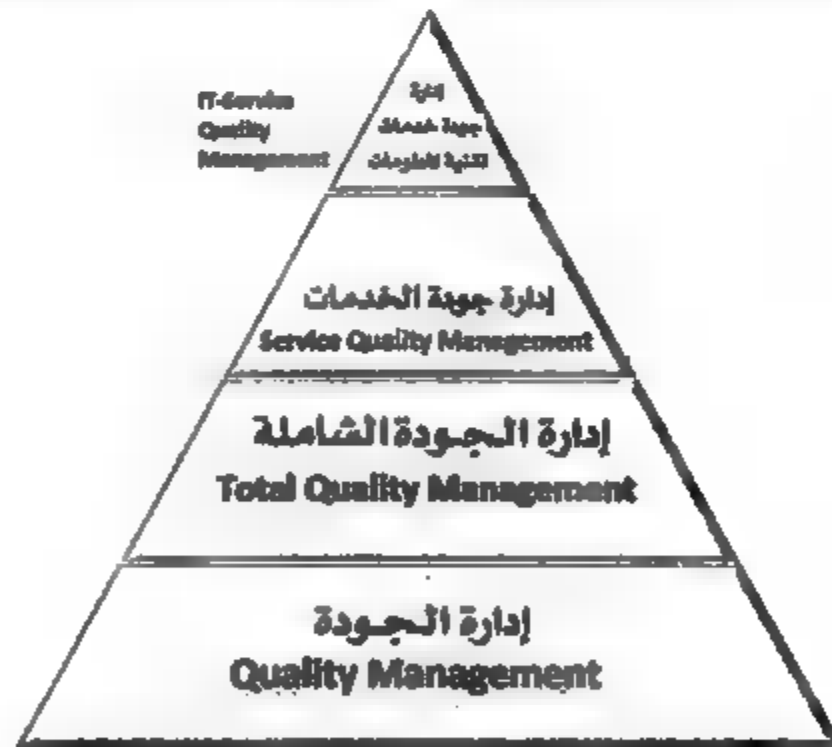 IT-Service
Quality
Management
إدارة
جودة خدمات
تقنية المعلومات
إدارة جودة الخدمات
Service Quality Management
إدارة الجودة الشاملة
Total Quality Management
إدارة الجودة
Quality Management